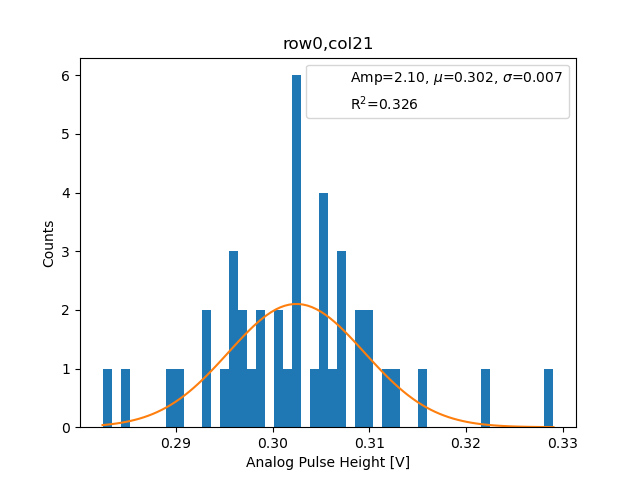 row0,col21
Amp=2.10, μ=0.302, σ=0.007
R²=0.326
Counts
6
5
4
3
2
1
0
0.29 0.30 0.31 0.32 0.33
Analog Pulse Height [V]